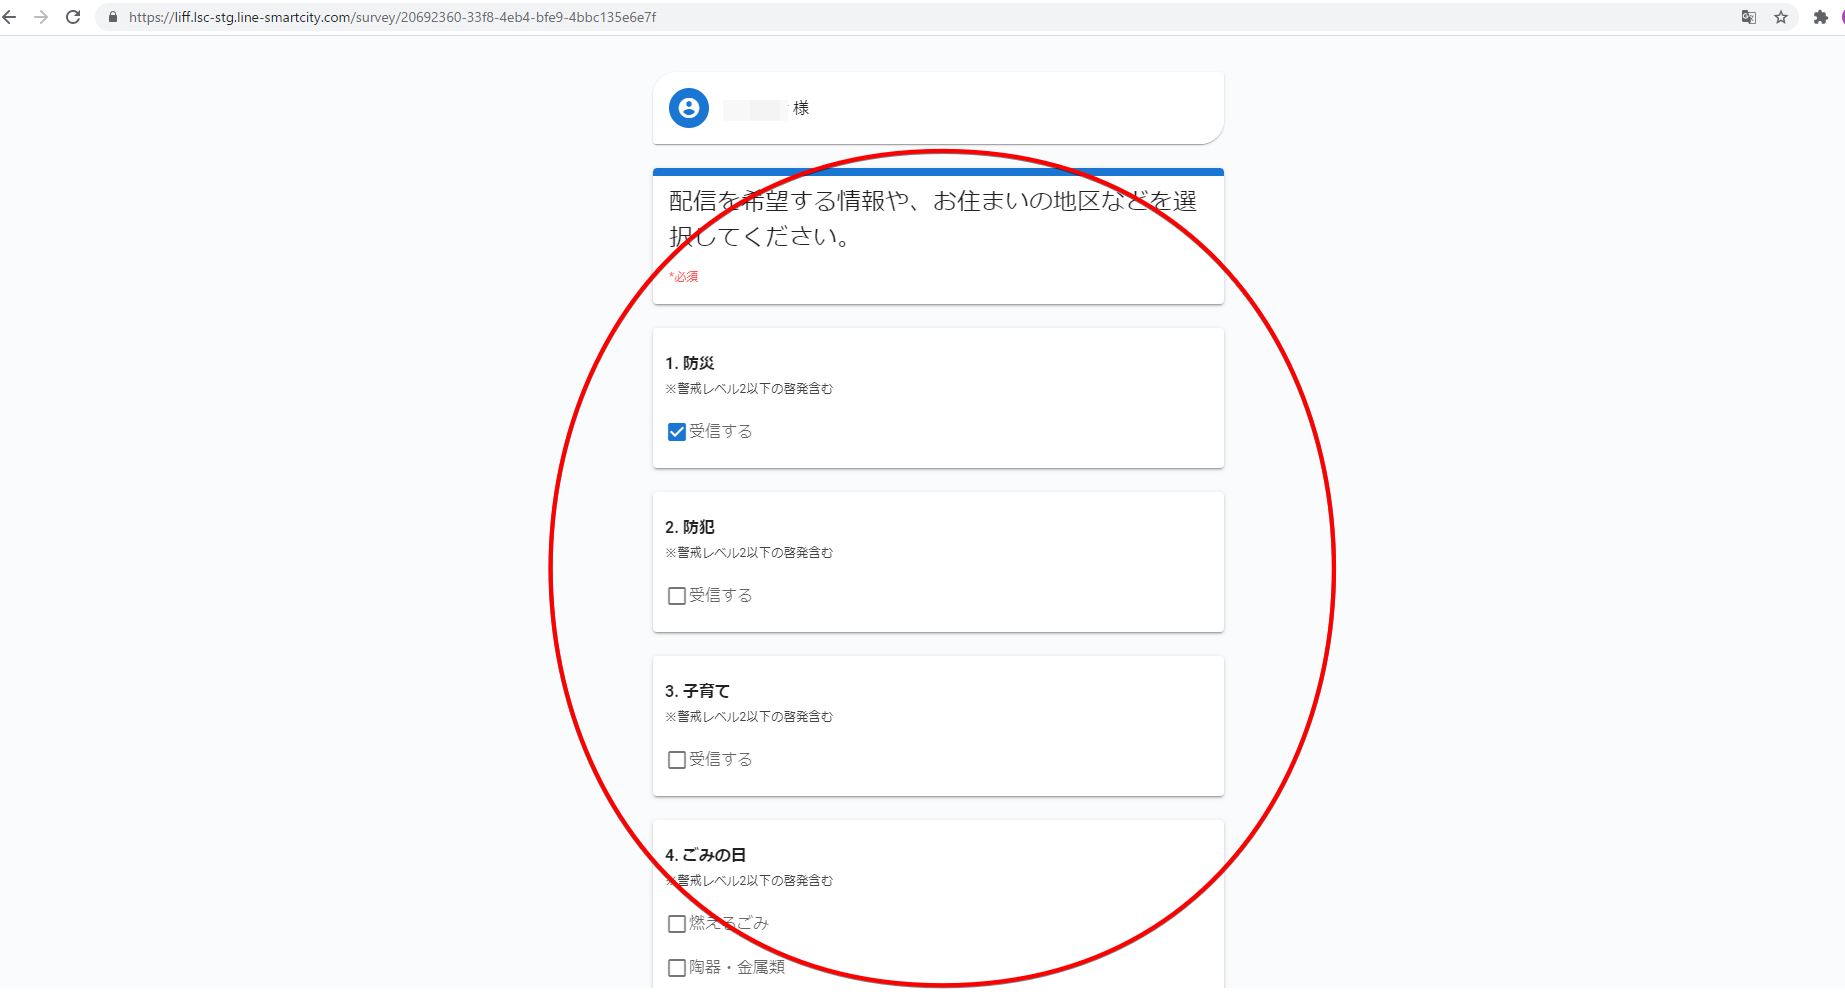 https://liff.lsc-stg.line-smartcity.com/survey/20692360-33f8-4eb4-bfe9-4bbc135e6e7f
様
配信を希望する情報や、お住まいの地区などを選
択してください。
*必須
1. 防災
※警戒レベル2以下の啓発含む
受信する
2. 防犯
※警戒レベル2以下の啓発含む
受信する
3. 子育て
※警戒レベル2以下の啓発含む
受信する
4. ごみの日
※警戒レベル2以下の啓発含む
燃えるごみ
陶器・金属類